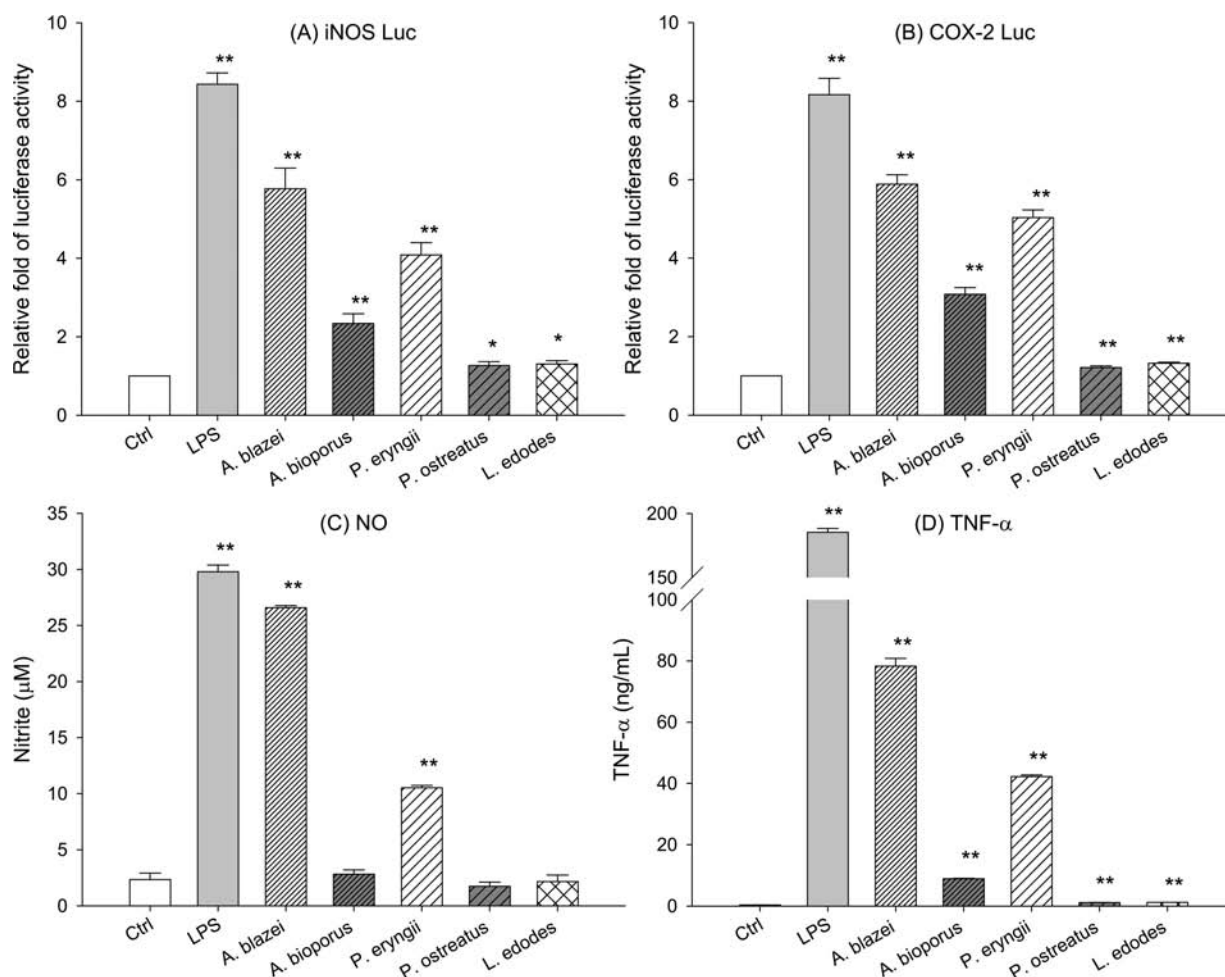 (A) iNOS Luc
Relative fold of luciferase activity
10
8
6
4
2
0
**
**
**
**
*
*
Ctrl
LPS
A. blazei
A. bioporus
P. eryngii
P. ostreatus
L. edodes
(B) COX-2 Luc
Relative fold of luciferase activity
10
8
6
4
2
0
**
**
**
**
**
**
Ctrl
LPS
A. blazei
A. bioporus
P. eryngii
P. ostreatus
L. edodes
(C) NO
Nitrite (μM)
35
30
25
20
15
10
5
0
**
**
**
Ctrl
LPS
A. blazei
A. bioporus
P. eryngii
P. ostreatus
L. edodes
(D) TNF-α
TNF-α (ng/mL)
200
150
100
80
60
40
20
0
**
**
**
**
**
**
Ctrl
LPS
A. blazei
A. bioporus
P. eryngii
P. ostreatus
L. edodes